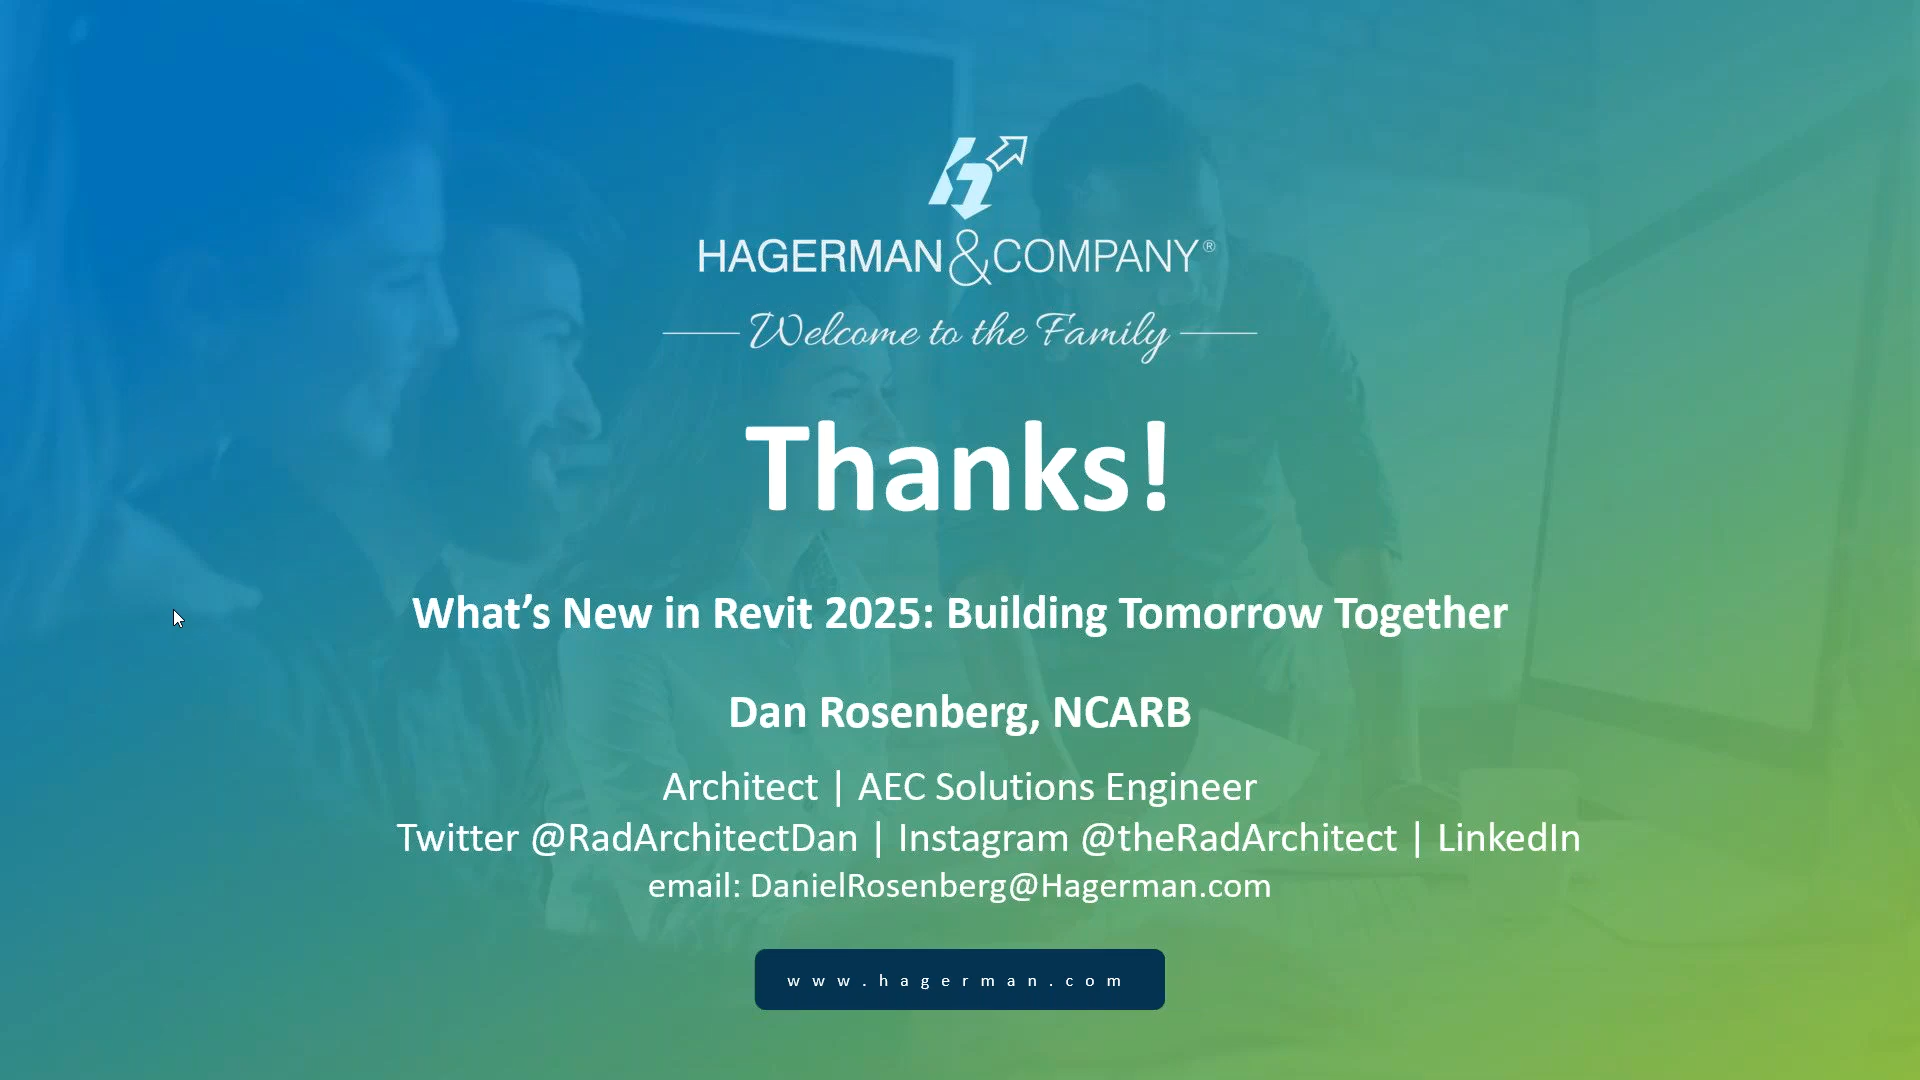 HAGERMAN & COMPANY®
Welcome to the Family
Thanks!
What’s New in Revit 2025: Building Tomorrow Together
Dan Rosenberg, NCARB
Architect | AEC Solutions Engineer
Twitter @RadArchitectDan | Instagram @theRadArchitect | LinkedIn
email: DanielRosenberg@Hagerman.com
www.hagerman.com